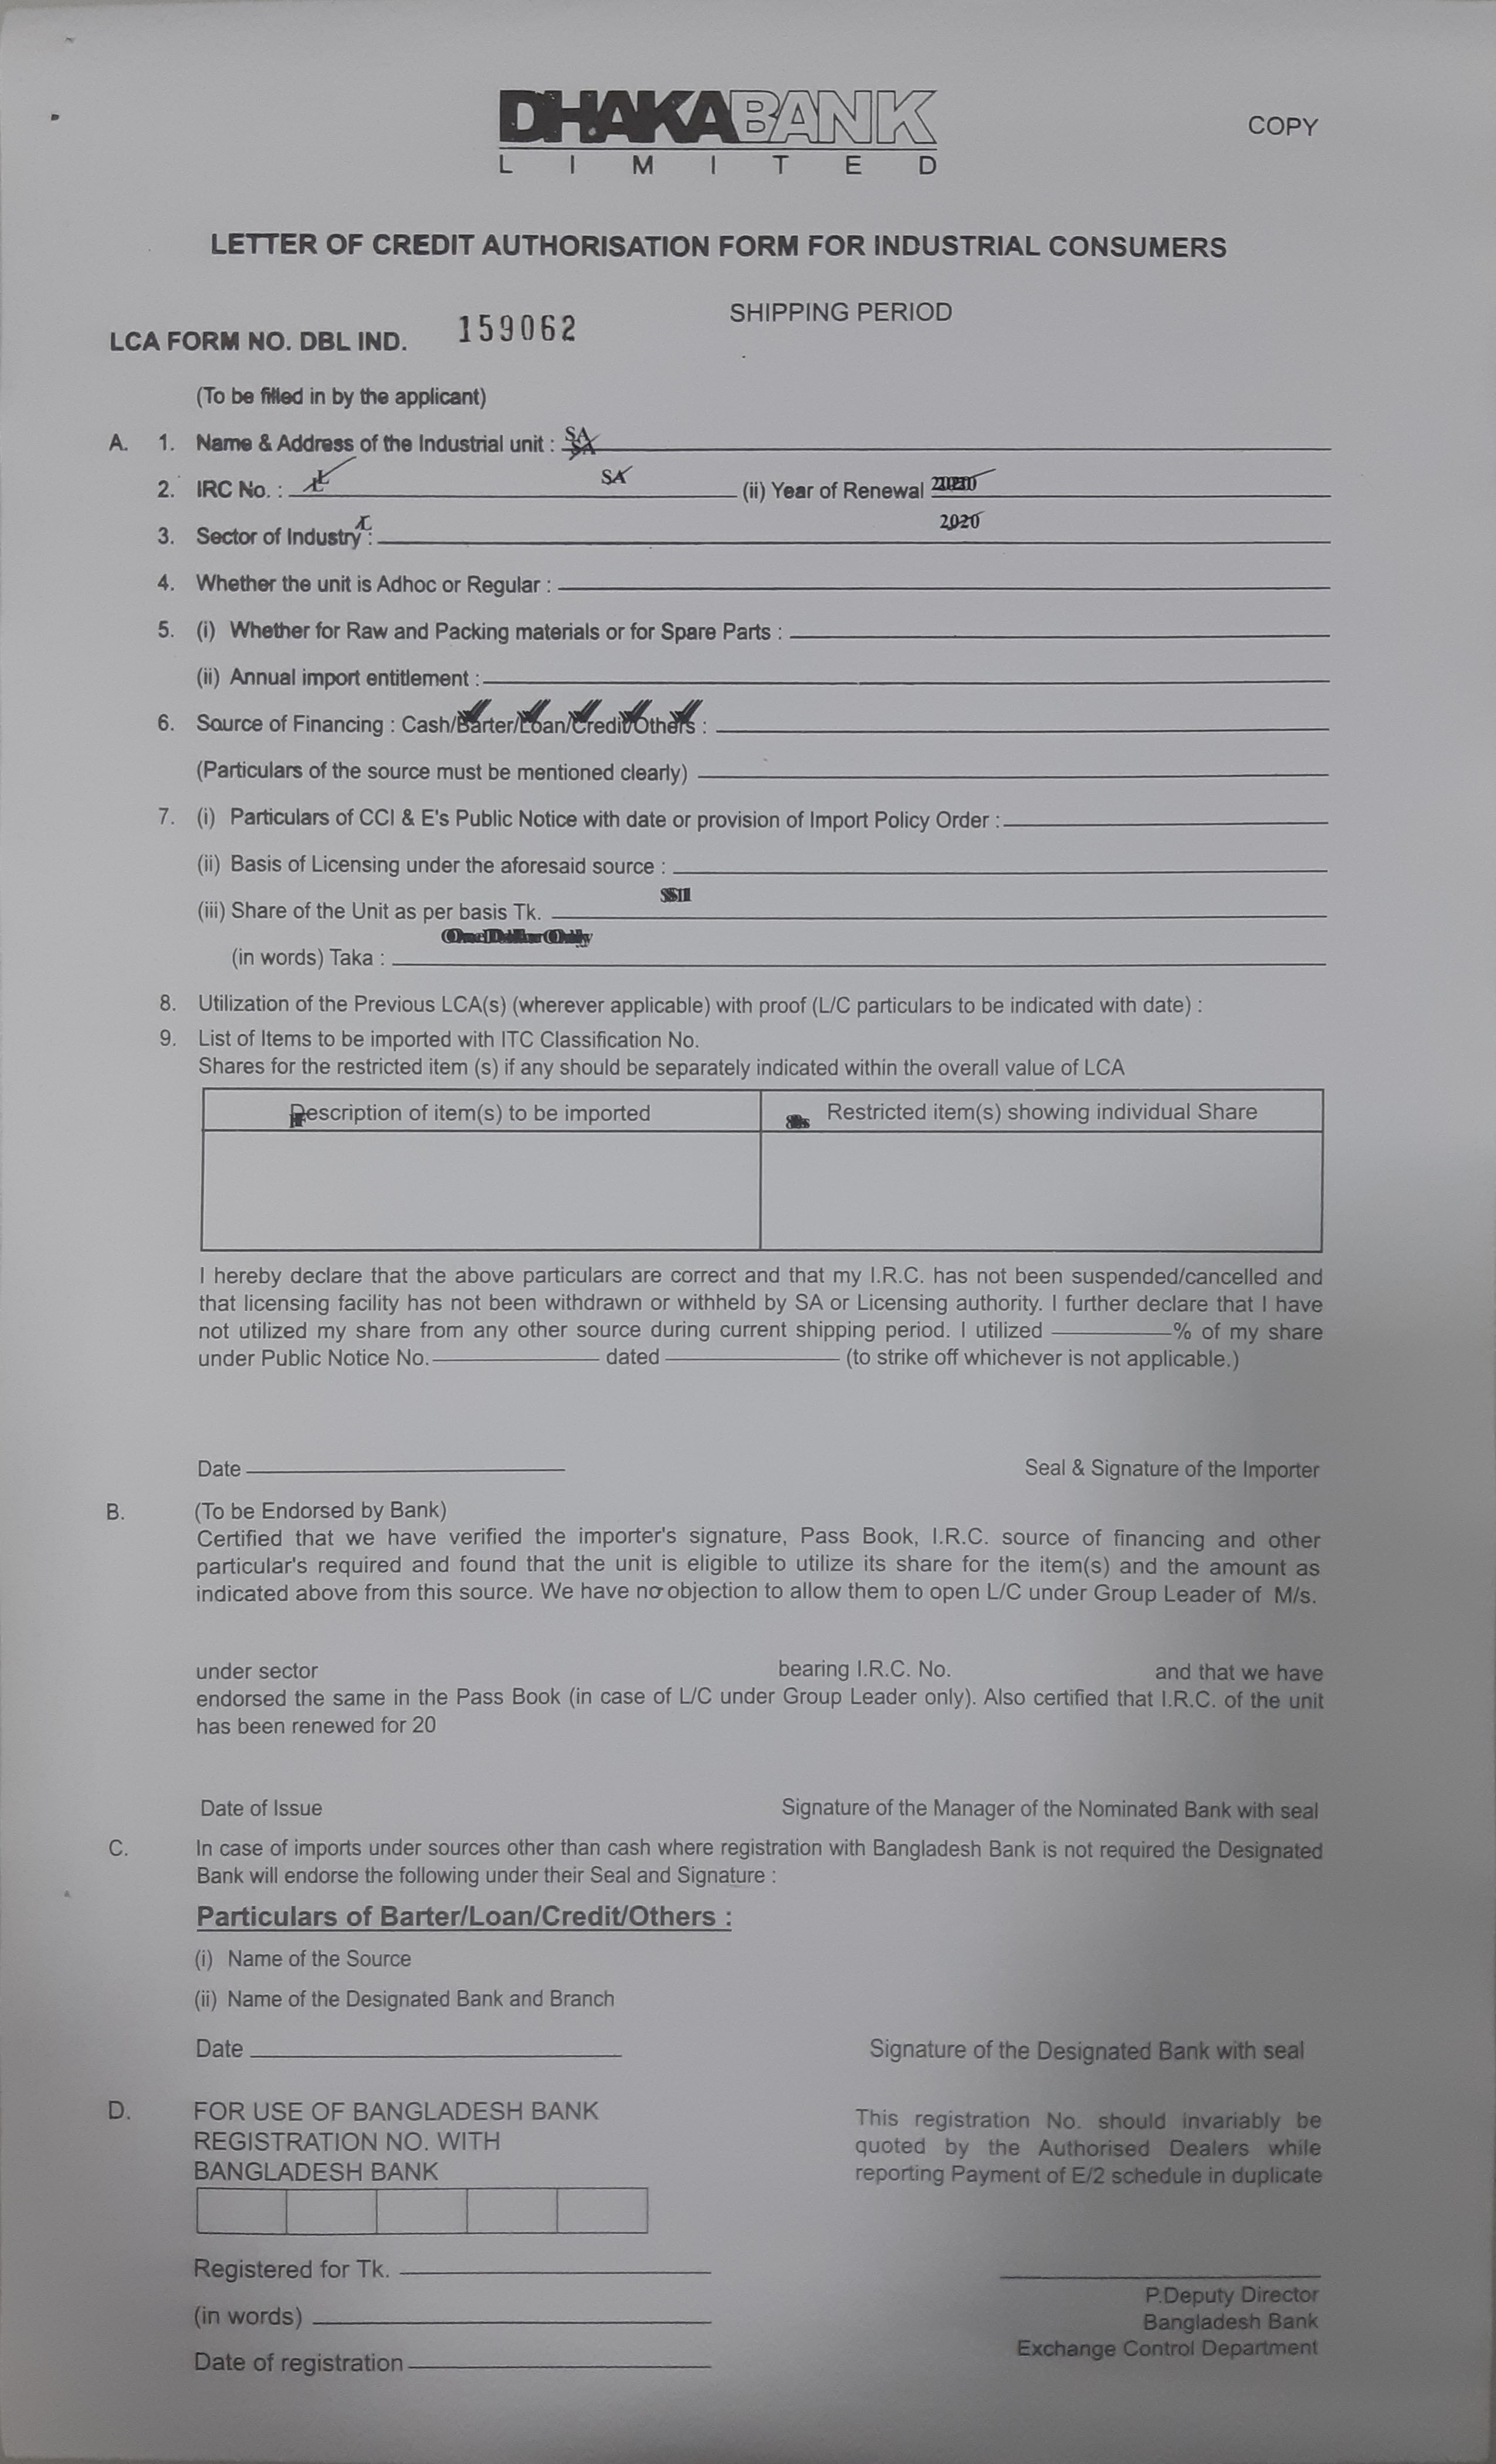 DHAKABANK
LIMITED
COPY
LETTER OF CREDIT AUTHORISATION FORM FOR INDUSTRIAL CONSUMERS
SHIPPING PERIOD
LCA FORM NO. DBL IND. 159062
(To be filled in by the applicant)
A. 1. Name & Address of the Industrial unit : SA SA
2. IRC No. : SA (ii) Year of Renewal 2020
2020
3. Sector of Industry :
4. Whether the unit is Adhoc or Regular :
5. (i) Whether for Raw and Packing materials or for Spare Parts :
(ii) Annual import entitlement :
6. Source of Financing : Cash/Barter/Loan/Credit/Others :
(Particulars of the source must be mentioned clearly)
7. (i) Particulars of CCI & E's Public Notice with date or provision of Import Policy Order :
(ii) Basis of Licensing under the aforesaid source :
(iii) Share of the Unit as per basis Tk.
One Dollar Only
(in words) Taka :
8. Utilization of the Previous LCA(s) (wherever applicable) with proof (L/C particulars to be indicated with date) :
9. List of Items to be imported with ITC Classification No.
Shares for the restricted item (s) if any should be separately indicated within the overall value of LCA
Description of item(s) to be imported Restricted item(s) showing individual Share
I hereby declare that the above particulars are correct and that my I.R.C. has not been suspended/cancelled and
that licensing facility has not been withdrawn or withheld by SA or Licensing authority. I further declare that I have
not utilized my share from any other source during current shipping period. I utilized % of my share
under Public Notice No. dated (to strike off whichever is not applicable.)
Date Seal & Signature of the Importer
B. (To be Endorsed by Bank)
Certified that we have verified the importer's signature, Pass Book, I.R.C. source of financing and other
particular's required and found that the unit is eligible to utilize its share for the item(s) and the amount as
indicated above from this source. We have no objection to allow them to open L/C under Group Leader of M/s.
under sector bearing I.R.C. No. and that we have
endorsed the same in the Pass Book (in case of L/C under Group Leader only). Also certified that I.R.C. of the unit
has been renewed for 20
Date of Issue Signature of the Manager of the Nominated Bank with seal
C. In case of imports under sources other than cash where registration with Bangladesh Bank is not required the Designated
Bank will endorse the following under their Seal and Signature :
Particulars of Barter/Loan/Credit/Others :
(i) Name of the Source
(ii) Name of the Designated Bank and Branch
Date Signature of the Designated Bank with seal
D. FOR USE OF BANGLADESH BANK
REGISTRATION NO. WITH
BANGLADESH BANK
This registration No. should invariably be
quoted by the Authorised Dealers while
reporting Payment of E/2 schedule in duplicate
Registered for Tk.
(in words)
Date of registration
P.Deputy Director
Bangladesh Bank
Exchange Control Department